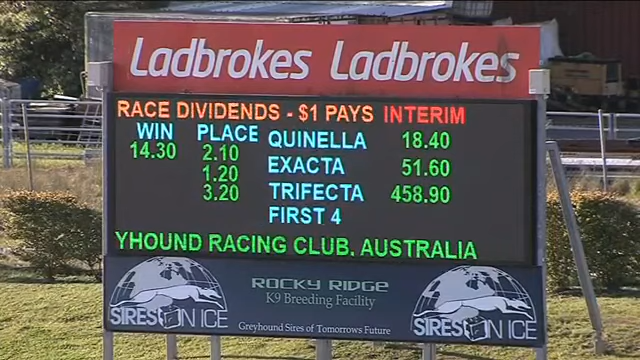 Ladbrokes Ladbrokes
RACE DIVIDENDS - $1 PAYS INTERIM
WIN PLACE QUINELLA 18.40
14.30 2.10 EXACTA 51.60
1.20 TRIFECTA 458.90
3.20 FIRST 4
YHOUND RACING CLUB, AUSTRALIA
SIRES ON ICE
ROCKY RIDGE
K9 Breeding Facility
Greyhound Sires of Tomorrows Future
SIRES ON ICE